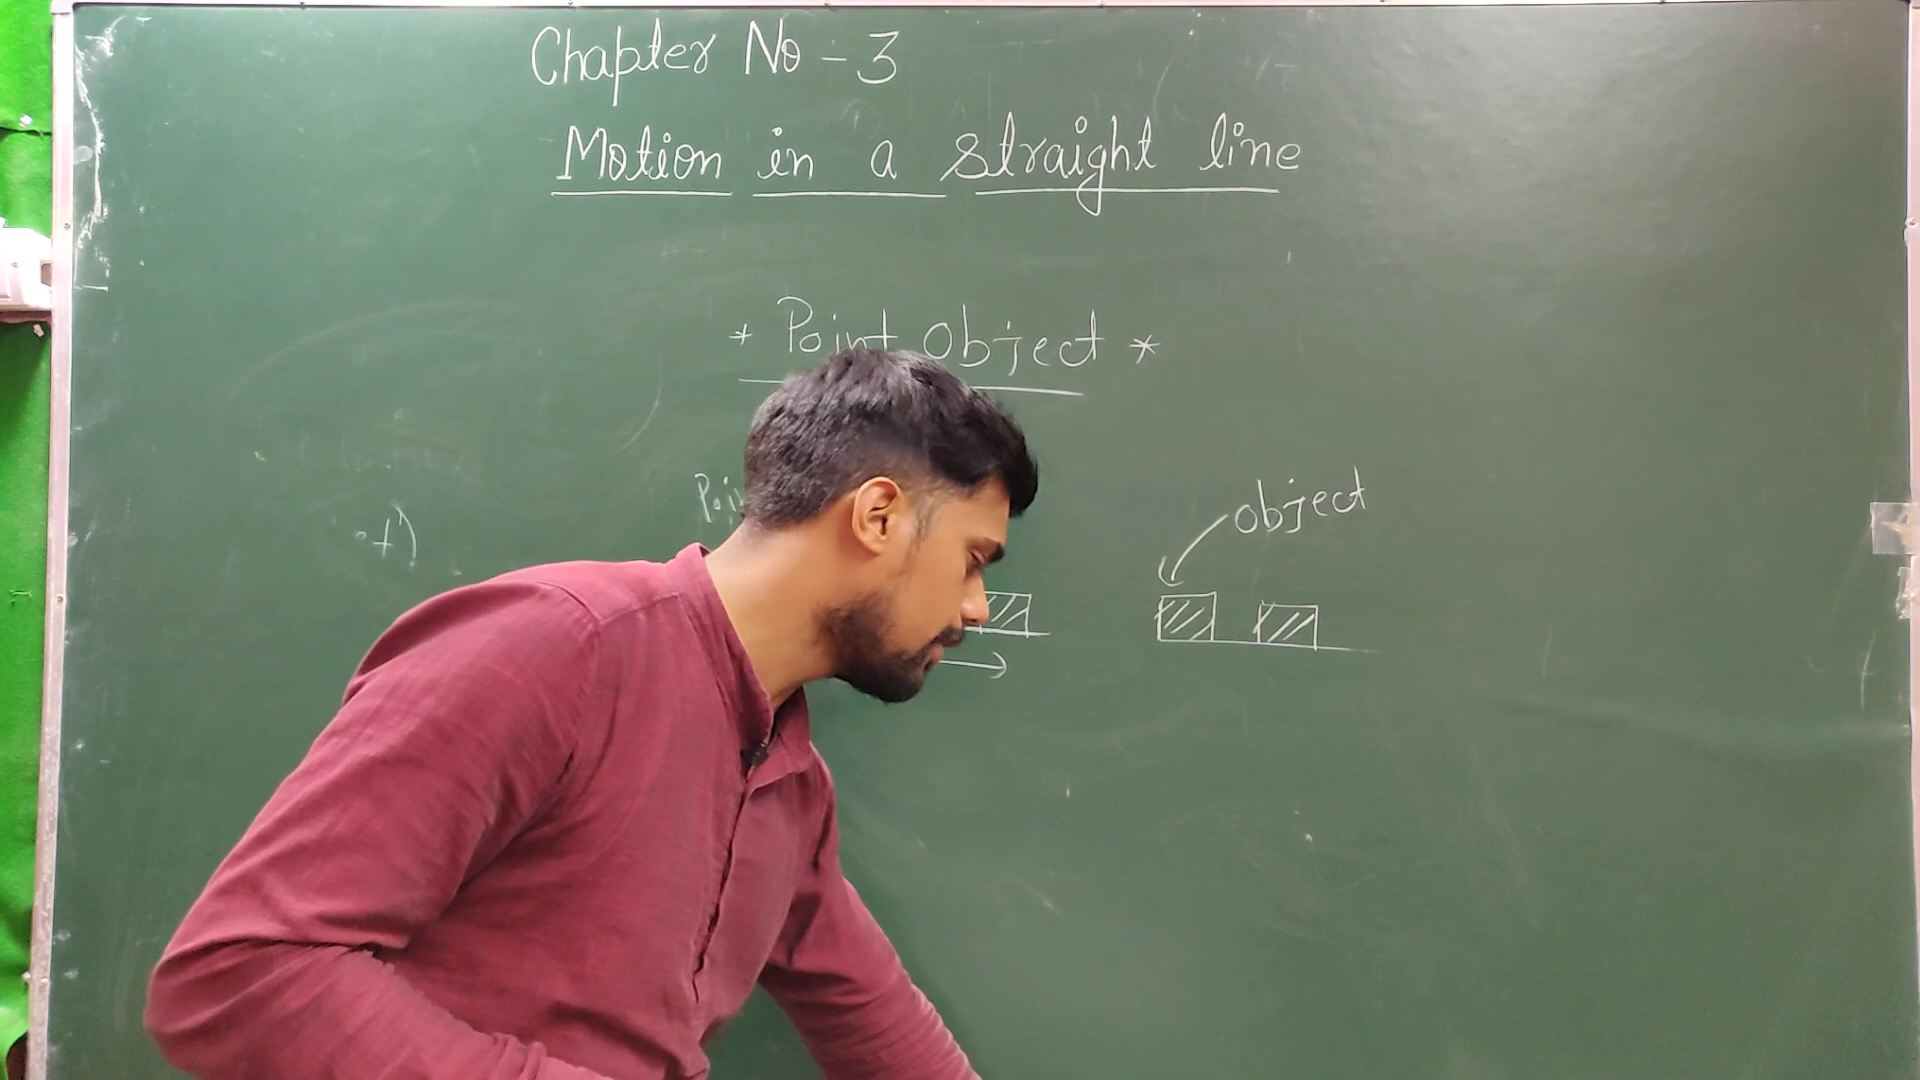 Chapter No - 3
Motion in a straight line
* Point Object *
object